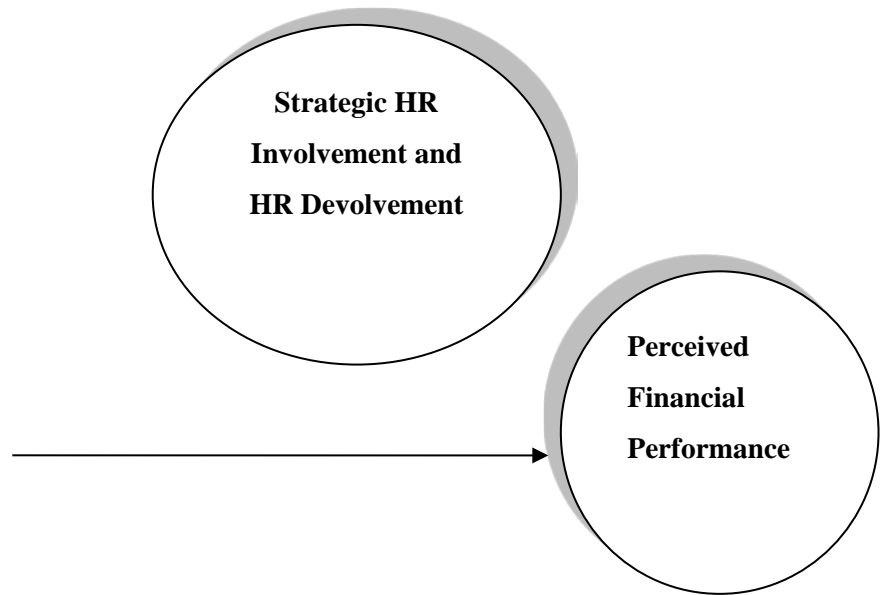 Strategic HR
Involvement and
HR Devolvement
Perceived
Financial
Performance